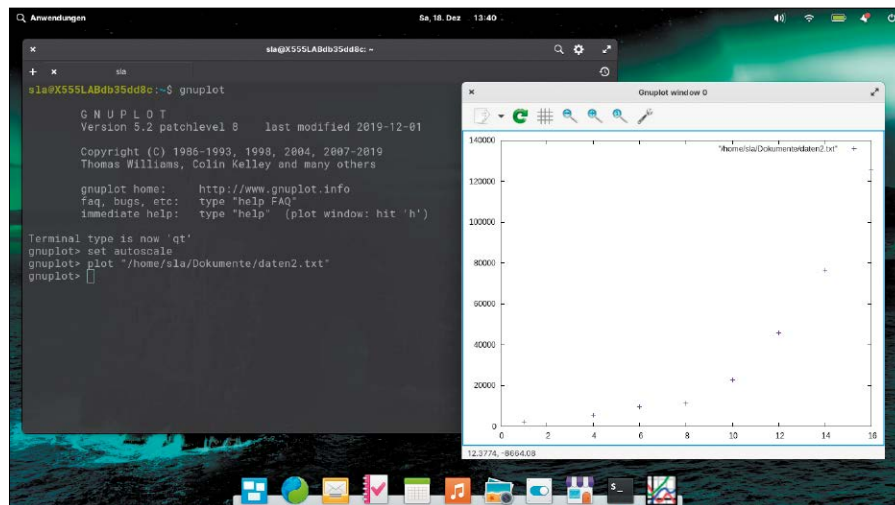 Anwendungen
Sa, 18. Dez 13:40
sla@X555LABdb35dd8c: ~
sla
sla@X555LABdb35dd8c:~$ gnuplot
G N U P L O T
Version 5.2 patchlevel 8 last modified 2019-12-01
Copyright (C) 1986-1993, 1998, 2004, 2007-2019
Thomas Williams, Colin Kelley and many others
gnuplot home: http://www.gnuplot.info
faq, bugs, etc: type "help FAQ"
immediate help: type "help" (plot window: hit 'h')
Terminal type is now 'qt'
gnuplot> set autoscale
gnuplot> plot "/home/sla/Dokumente/daten2.txt"
gnuplot>
Gnuplot window 0
"/home/sla/Dokumente/daten2.txt"
140000
120000
100000
80000
60000
40000
20000
0
0 2 4 6 8 10 12 14 16
12.3774, -8664.08